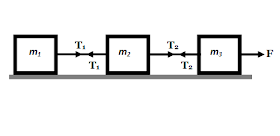 T₁ T₂
m₁ m₂ m₃ F
T₁ T₂